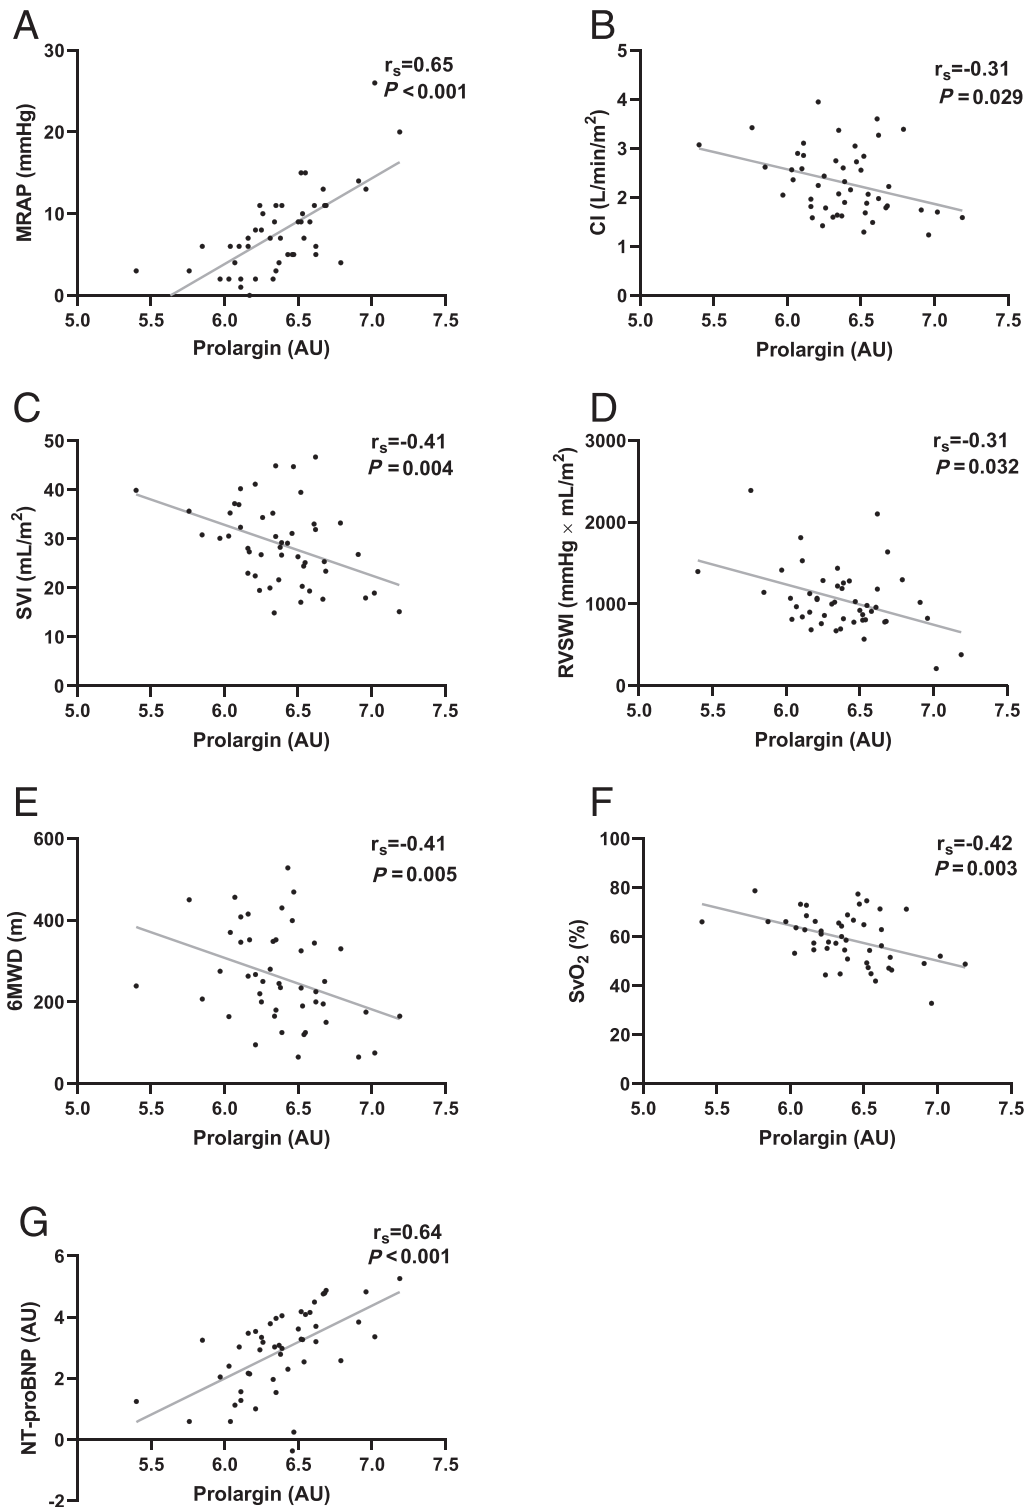 A
30
20
10
0
MRAP (mmHg)
rs=0.65
P<0.001
5.0 5.5 6.0 6.5 7.0 7.5
Prolargin (AU)
B
5
4
3
2
1
0
CI (L/min/m2)
rs=-0.31
P=0.029
5.0 5.5 6.0 6.5 7.0 7.5
Prolargin (AU)
C
50
40
30
20
10
0
SVI (mL/m2)
rs=-0.41
P=0.004
5.0 5.5 6.0 6.5 7.0 7.5
Prolargin (AU)
D
3000
2000
1000
0
RVSWI (mmHg × mL/m2)
rs=-0.31
P=0.032
5.0 5.5 6.0 6.5 7.0 7.5
Prolargin (AU)
E
600
400
200
0
6MWD (m)
rs=-0.41
P=0.005
5.0 5.5 6.0 6.5 7.0 7.5
Prolargin (AU)
F
100
80
60
40
20
0
SvO2 (%)
rs=-0.42
P=0.003
5.0 5.5 6.0 6.5 7.0 7.5
Prolargin (AU)
G
6
4
2
0
-2
NT-proBNP (AU)
rs=0.64
P<0.001
5.5 6.0 6.5 7.0 7.5
Prolargin (AU)